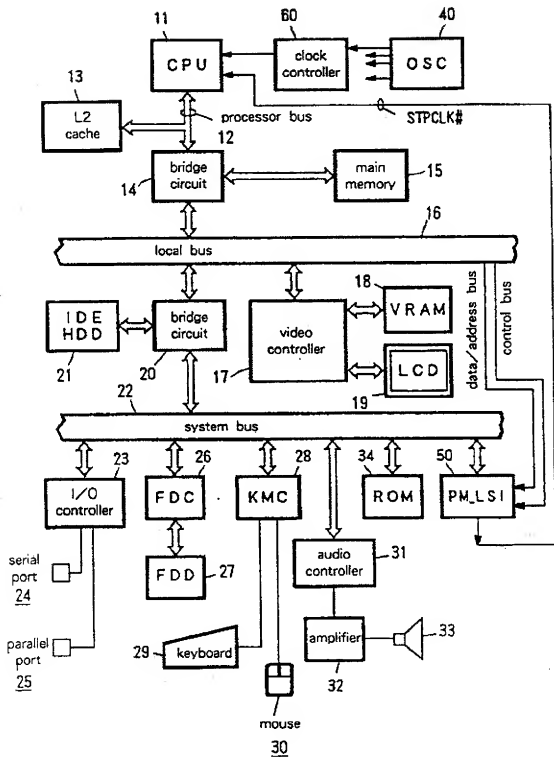 11
60
40
CPU
clock
controller
OSC
13
L2
cache
processor bus
12
STPCLK#
14
bridge
circuit
main
memory
15
16
local bus
IDE
HDD
21
bridge
circuit
20
video
controller
17
18
VRAM
LCD
19
data/address bus
control bus
22
system bus
23
I/O
controller
26
FDC
28
KMC
34
ROM
50
PM_LSI
serial
port
24
FDD
27
audio
controller
31
parallel
port
25
29
keyboard
amplifier
32
33
mouse
30